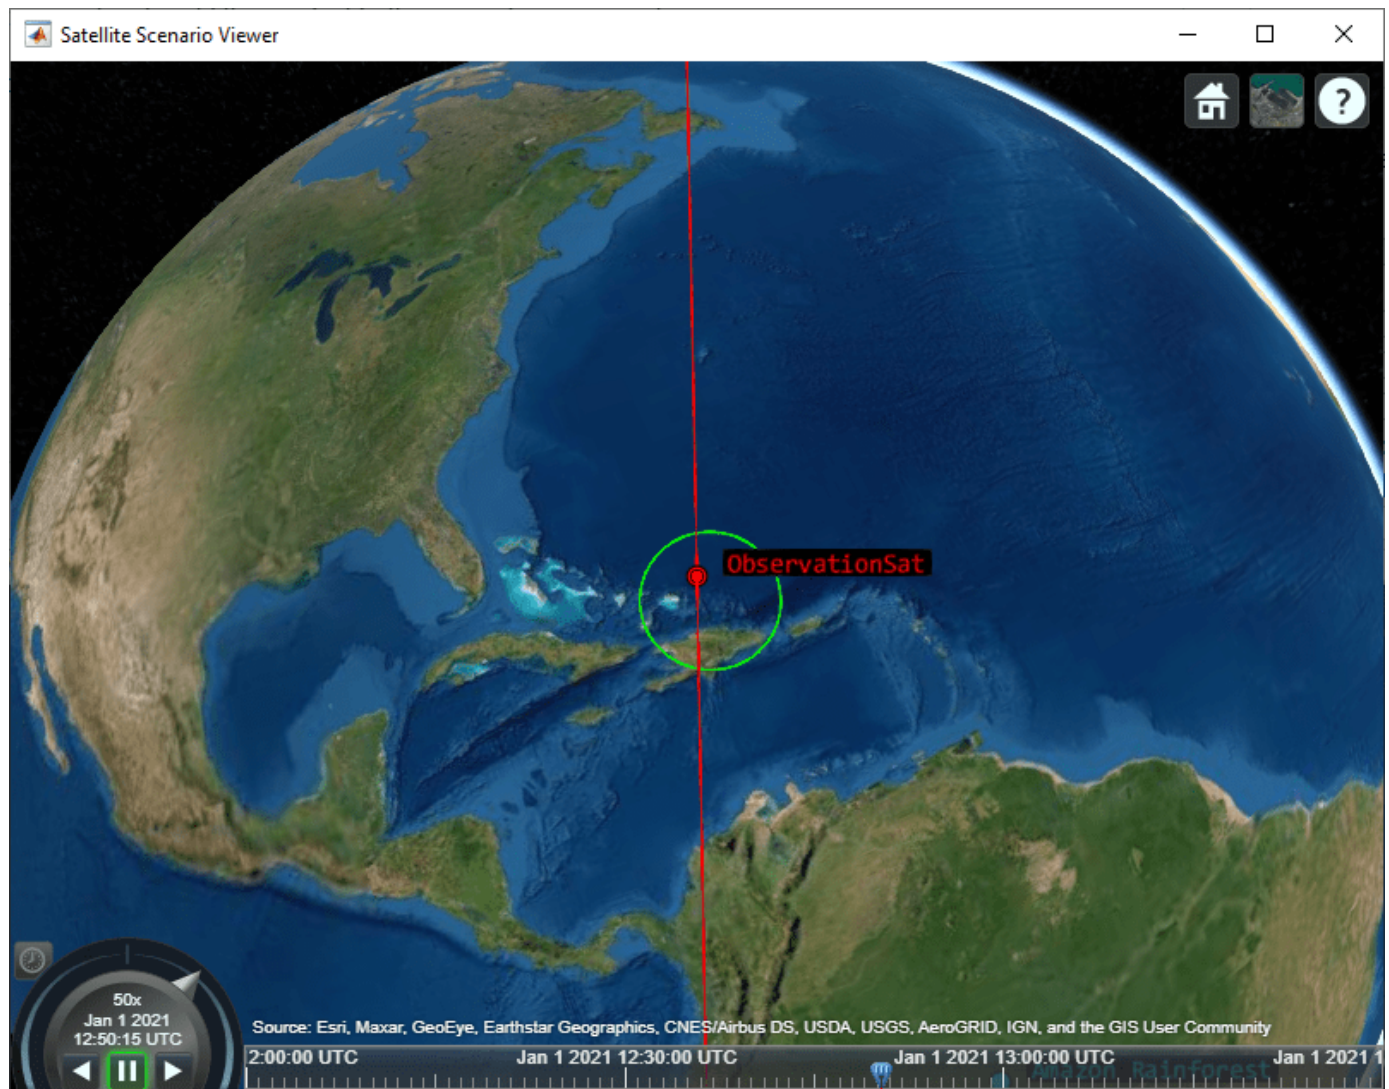 Satellite Scenario Viewer
?
ObservationSat
50x
Jan 1 2021
12:50:15 UTC
Source: Esri, Maxar, GeoEye, Earthstar Geographics, CNES/Airbus DS, USDA, USGS, AeroGRID, IGN, and the GIS User Community
2:00:00 UTC Jan 1 2021 12:30:00 UTC Jan 1 2021 13:00:00 UTC Jan 1 2021 1
Amazon Rainforest